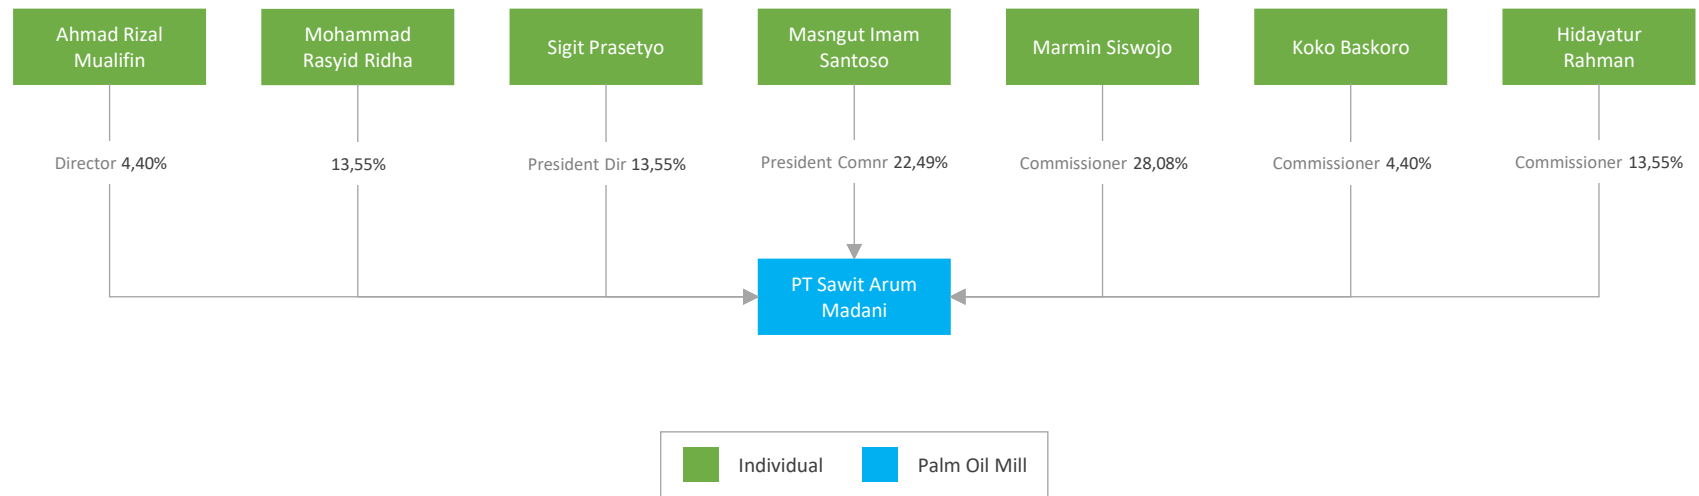 Ahmad Rizal
Mualifin
Mohammad
Rasyid Ridha
Sigit Prasetyo
Masngut Imam
Santoso
Marmin Siswojo
Koko Baskoro
Hidayatur
Rahman
Director 4,40%
13,55%
President Dir 13,55%
President Comnr 22,49%
Commissioner 28,08%
Commissioner 4,40%
Commissioner 13,55%
PT Sawit Arum
Madani
Individual
Palm Oil Mill